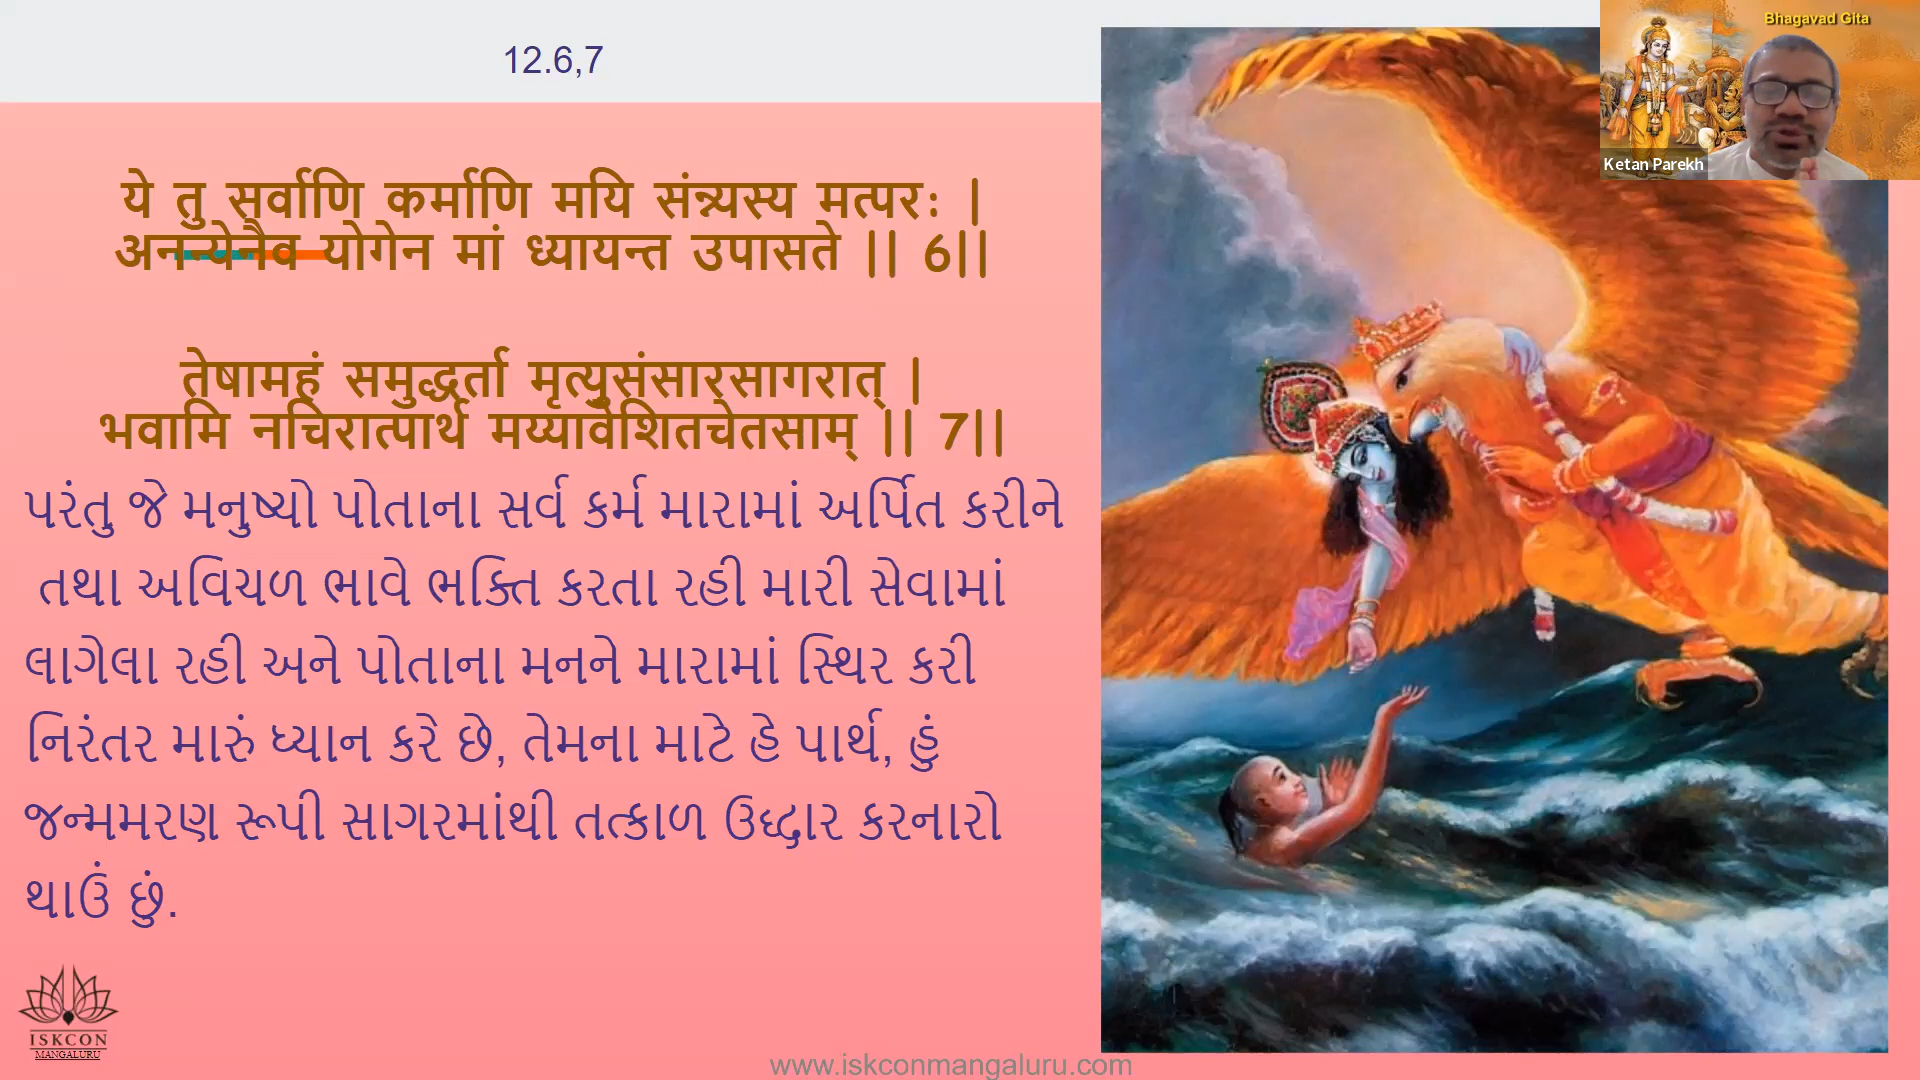 12.6,7
Bhagavad Gita
Ketan Parekh
ये तु सर्वाणि कर्माणि मयि संन्न्यस्य मत्परः |
अनन्येनैव योगेन मां ध्यायन्त उपासते || 6||
तेषामहं समुद्धर्ता मृत्युसंसारसागरात् |
भवामि नचिरात्पार्थ मय्यावेशितचेतसाम् || 7||
પરંતુ જે મનુષ્યો પોતાના સર્વ કર્મ મારામાં અર્પિત કરીને
તથા અવિચળ ભાવે ભક્તિ કરતા રહી મારી સેવામાં
લાગેલા રહી અને પોતાના મનને મારામાં સ્થિર કરી
નિરંતર મારું ધ્યાન કરે છે, તેમના માટે હે પાર્થ, હું
જન્મમરણ રૂપી સાગરમાંથી તત્કાળ ઉદ્ધાર કરનારો
થાઉં છું.
ISKCON
MANGALURU
www.iskconmangaluru.com